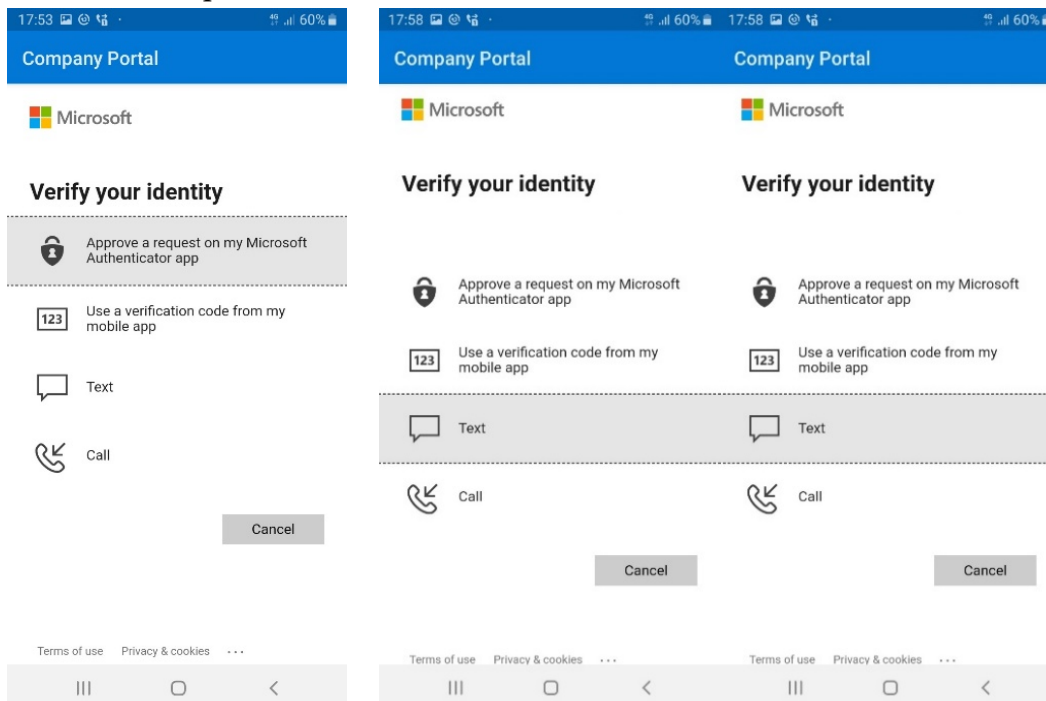 17:53
60%
Company Portal
Microsoft
Verify your identity
Approve a request on my Microsoft
Authenticator app
123
Use a verification code from my
mobile app
Text
Call
Cancel
Terms of use Privacy & cookies ...
17:58
60%
Company Portal
Microsoft
Verify your identity
Approve a request on my Microsoft
Authenticator app
123
Use a verification code from my
mobile app
Text
Call
Cancel
Terms of use Privacy & cookies ...
17:58
60%
Company Portal
Microsoft
Verify your identity
Approve a request on my Microsoft
Authenticator app
123
Use a verification code from my
mobile app
Text
Call
Cancel
Terms of use Privacy & cookies ...